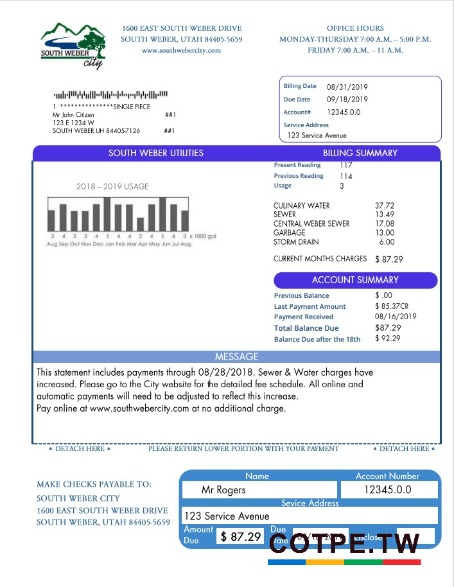 SOUTH WEBER
city
1600 EAST SOUTH WEBER DRIVE
SOUTH WEBER, UTAH 84405-5659
www.southwebercity.com
OFFICE HOURS
MONDAY-THURSDAY 7:00 A.M. – 5:00 P.M.
FRIDAY 7:00 A.M. – 11 A.M.
1 ***************SINGLE PIECE
Mr John Citizen ##1
123 E 1234 W
SOUTH WEBER UH 844057126 ##1
Billing Date 08/31/2019
Due Date 09/18/2019
Account# 12345.0.0
Service Address
123 Service Avenue
SOUTH WEBER UTILITIES
2018 – 2019 USAGE
3 4 3 3 4 3 3 2 4 5 4 3 x 1000 gal
Aug Sep Oct Nov Dec Jan Feb Mar Apr May Jun Jul Aug
BILLING SUMMARY
Present Reading 117
Previous Reading 114
Usage 3
CULINARY WATER 37.72
SEWER 13.49
CENTRAL WEBER SEWER 17.08
GARBAGE 13.00
STORM DRAIN 6.00
CURRENT MONTHS CHARGES $ 87.29
ACCOUNT SUMMARY
Previous Balance $ .00
Last Payment Amount $ 85.37CR
Payment Received 08/16/2019
Total Balance Due $87.29
Balance Due after the 18th $ 92.29
MESSAGE
This statement includes payments through 08/28/2018. Sewer & Water charges have
increased. Please go to the City website for the detailed fee schedule. All online and
automatic payments will need to be adjusted to reflect this increase.
Pay online at www.southwebercity.com at no additional charge.
* DETACH HERE * PLEASE RETURN LOWER PORTION WITH YOUR PAYMENT * DETACH HERE *
MAKE CHECKS PAYABLE TO:
SOUTH WEBER CITY
1600 EAST SOUTH WEBER DRIVE
SOUTH WEBER, UTAH 84405-5659
Name Account Number
Mr Rogers 12345.0.0
Sevice Address
123 Service Avenue
Amount Due $ 87.29 Due
COTPE.TW